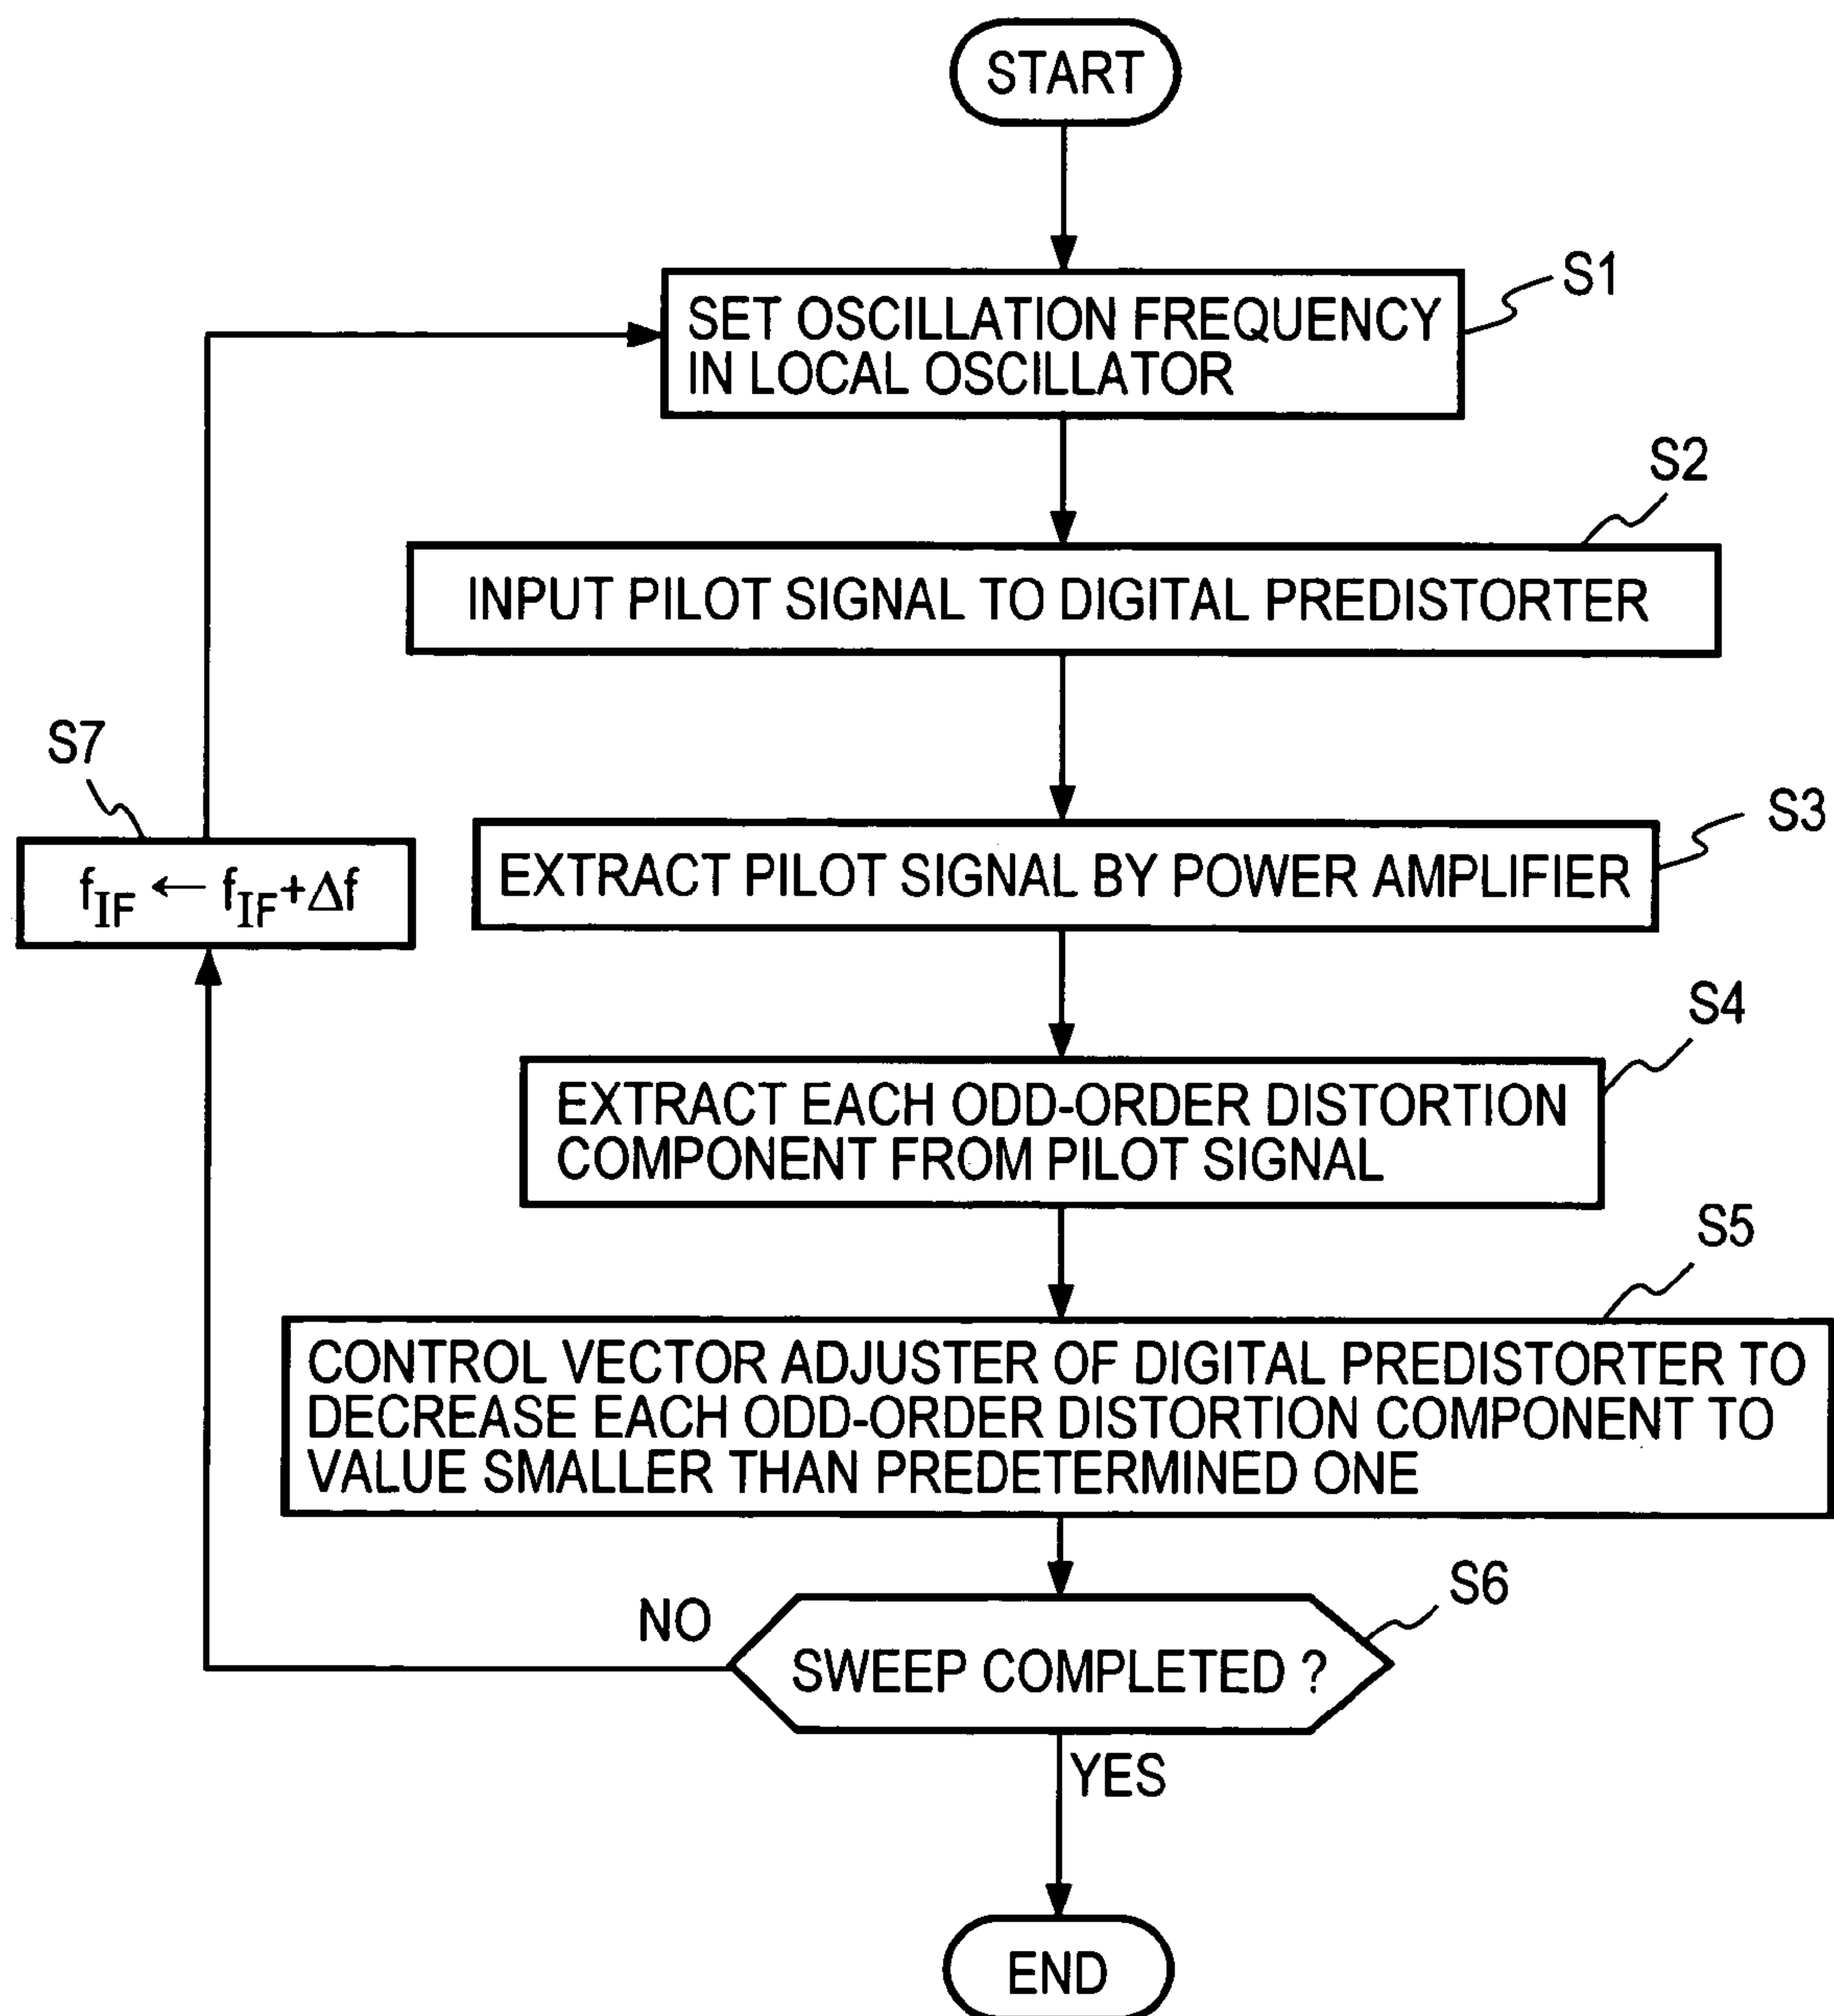 START
S1
SET OSCILLATION FREQUENCY
IN LOCAL OSCILLATOR
S2
INPUT PILOT SIGNAL TO DIGITAL PREDISTORTER
S7
f_IF ← f_IF+Δf
S3
EXTRACT PILOT SIGNAL BY POWER AMPLIFIER
S4
EXTRACT EACH ODD-ORDER DISTORTION
COMPONENT FROM PILOT SIGNAL
S5
CONTROL VECTOR ADJUSTER OF DIGITAL PREDISTORTER TO
DECREASE EACH ODD-ORDER DISTORTION COMPONENT TO
VALUE SMALLER THAN PREDETERMINED ONE
S6
NO
SWEEP COMPLETED ?
YES
END